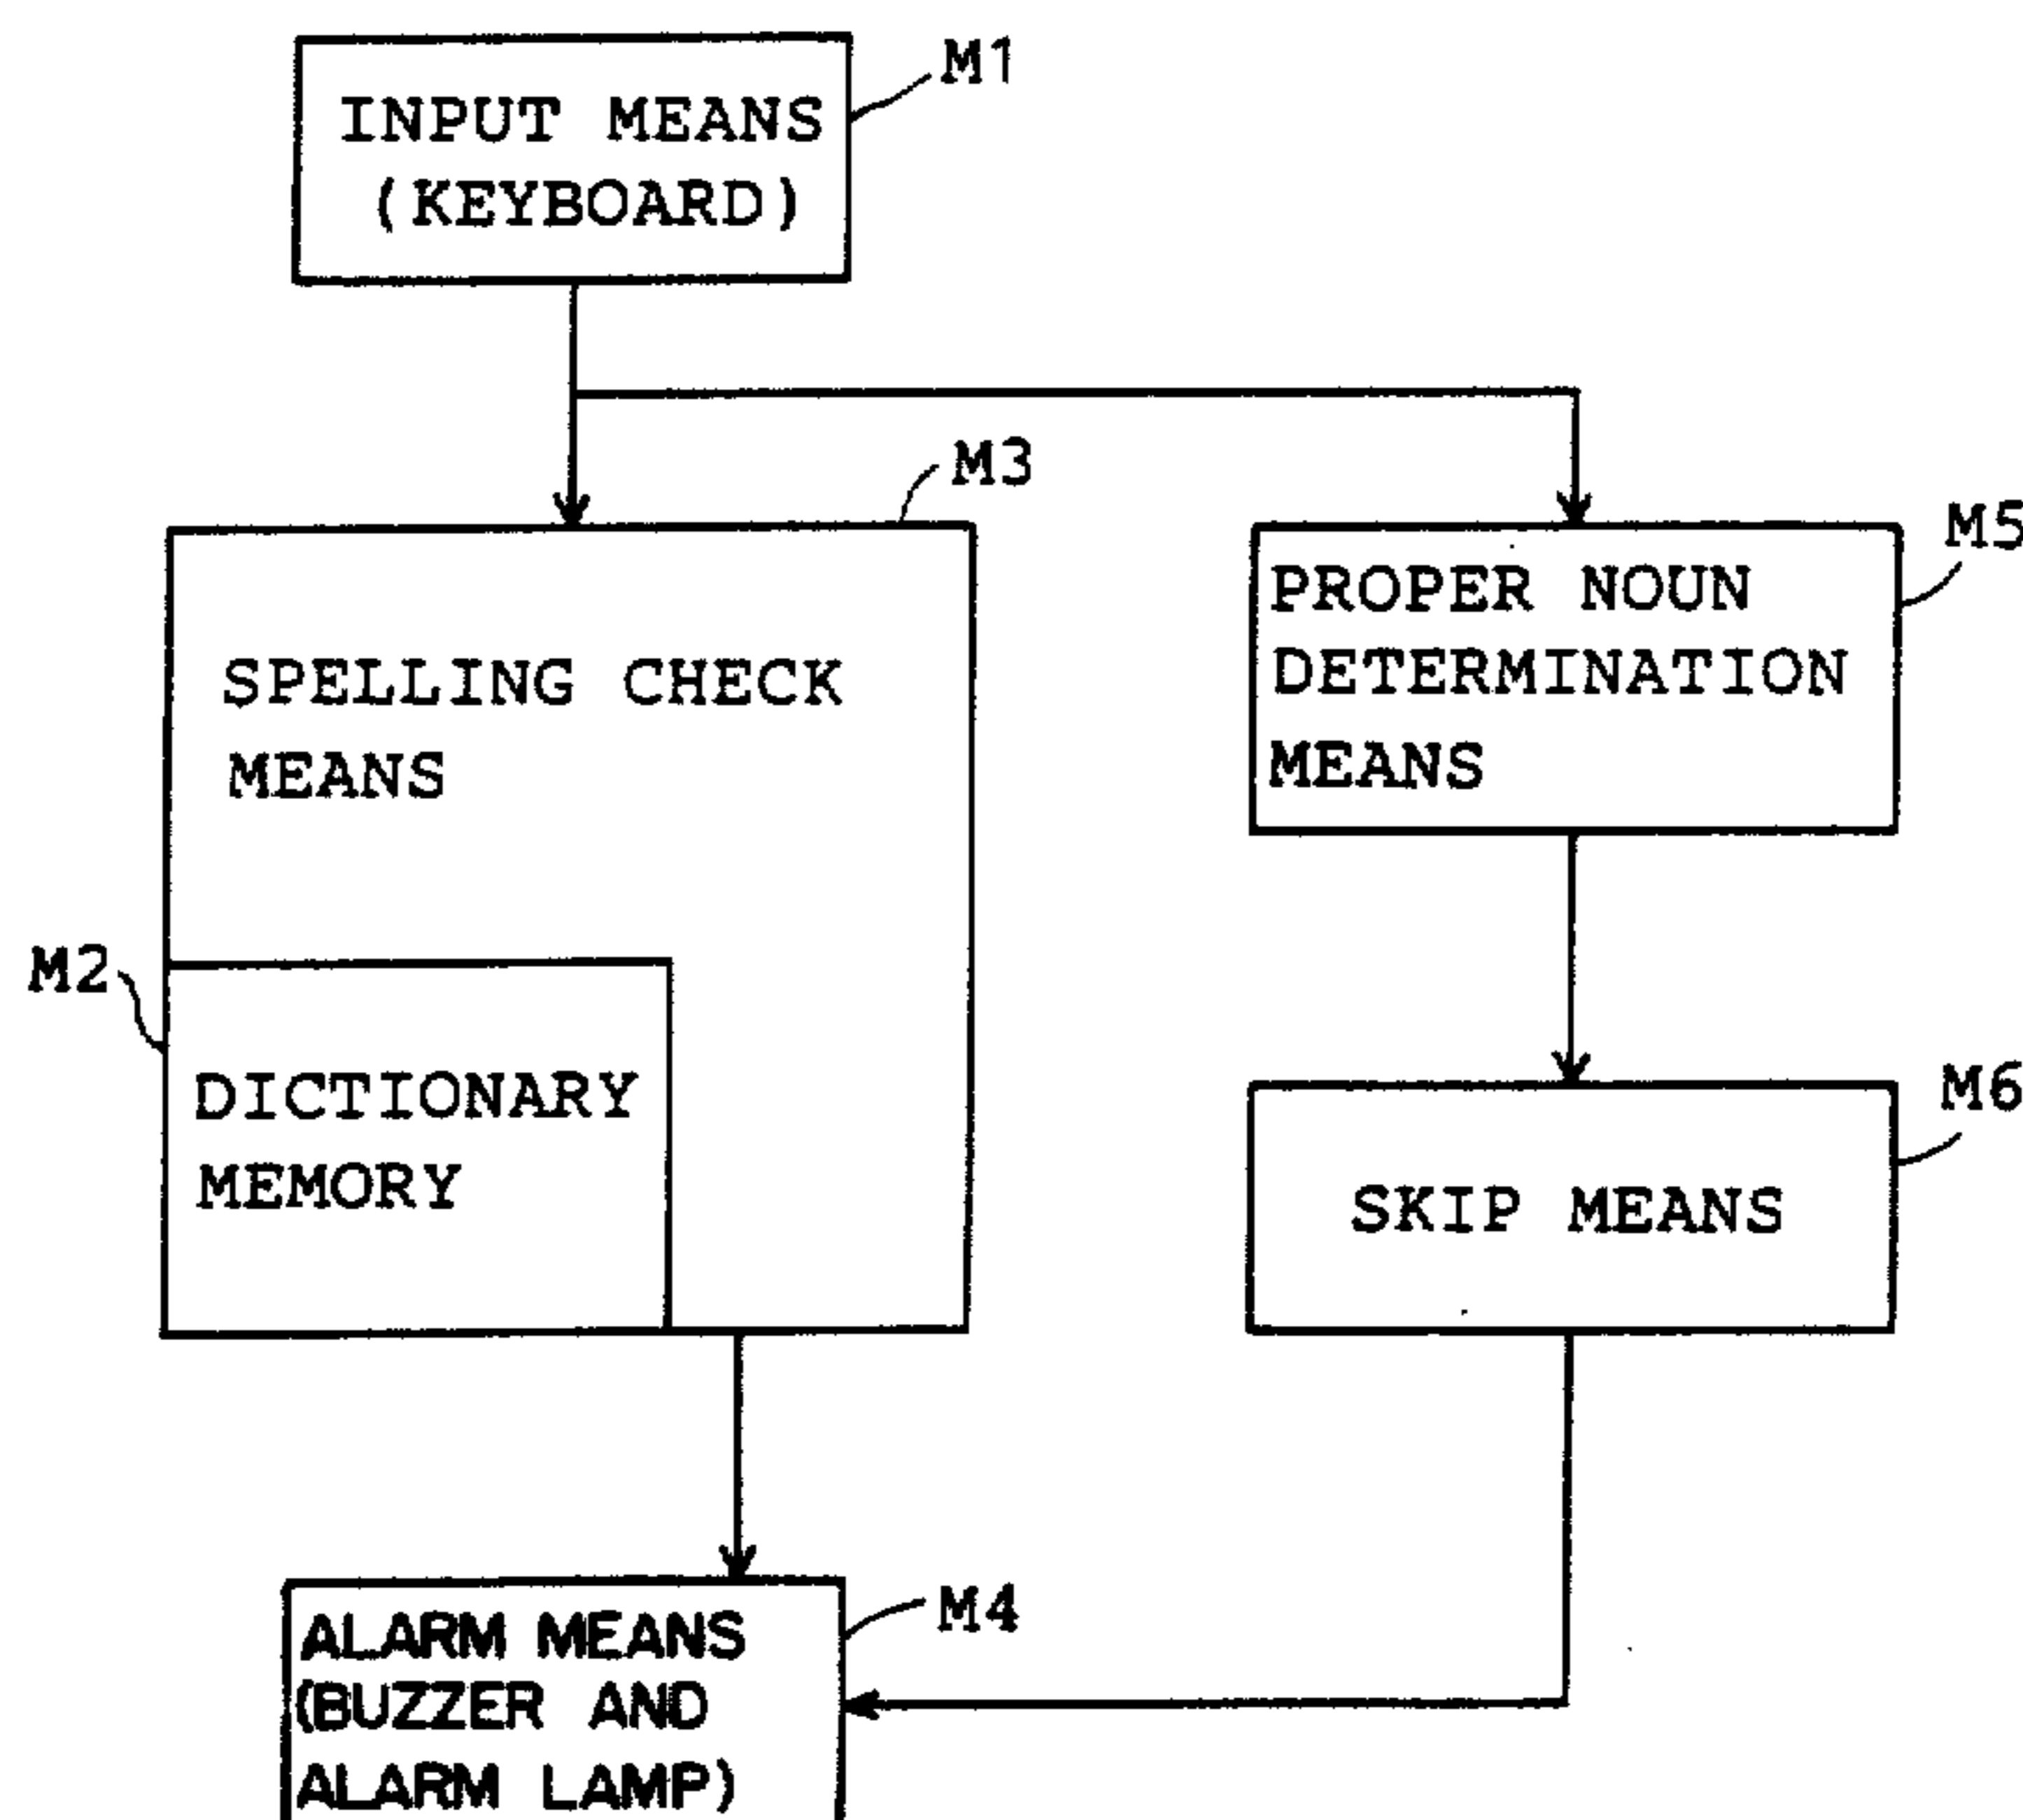 M1
INPUT MEANS
(KEYBOARD)
M3
SPELLING CHECK
MEANS
M2
DICTIONARY
MEMORY
M5
PROPER NOUN
DETERMINATION
MEANS
M6
SKIP MEANS
M4
ALARM MEANS
(BUZZER AND
ALARM LAMP)